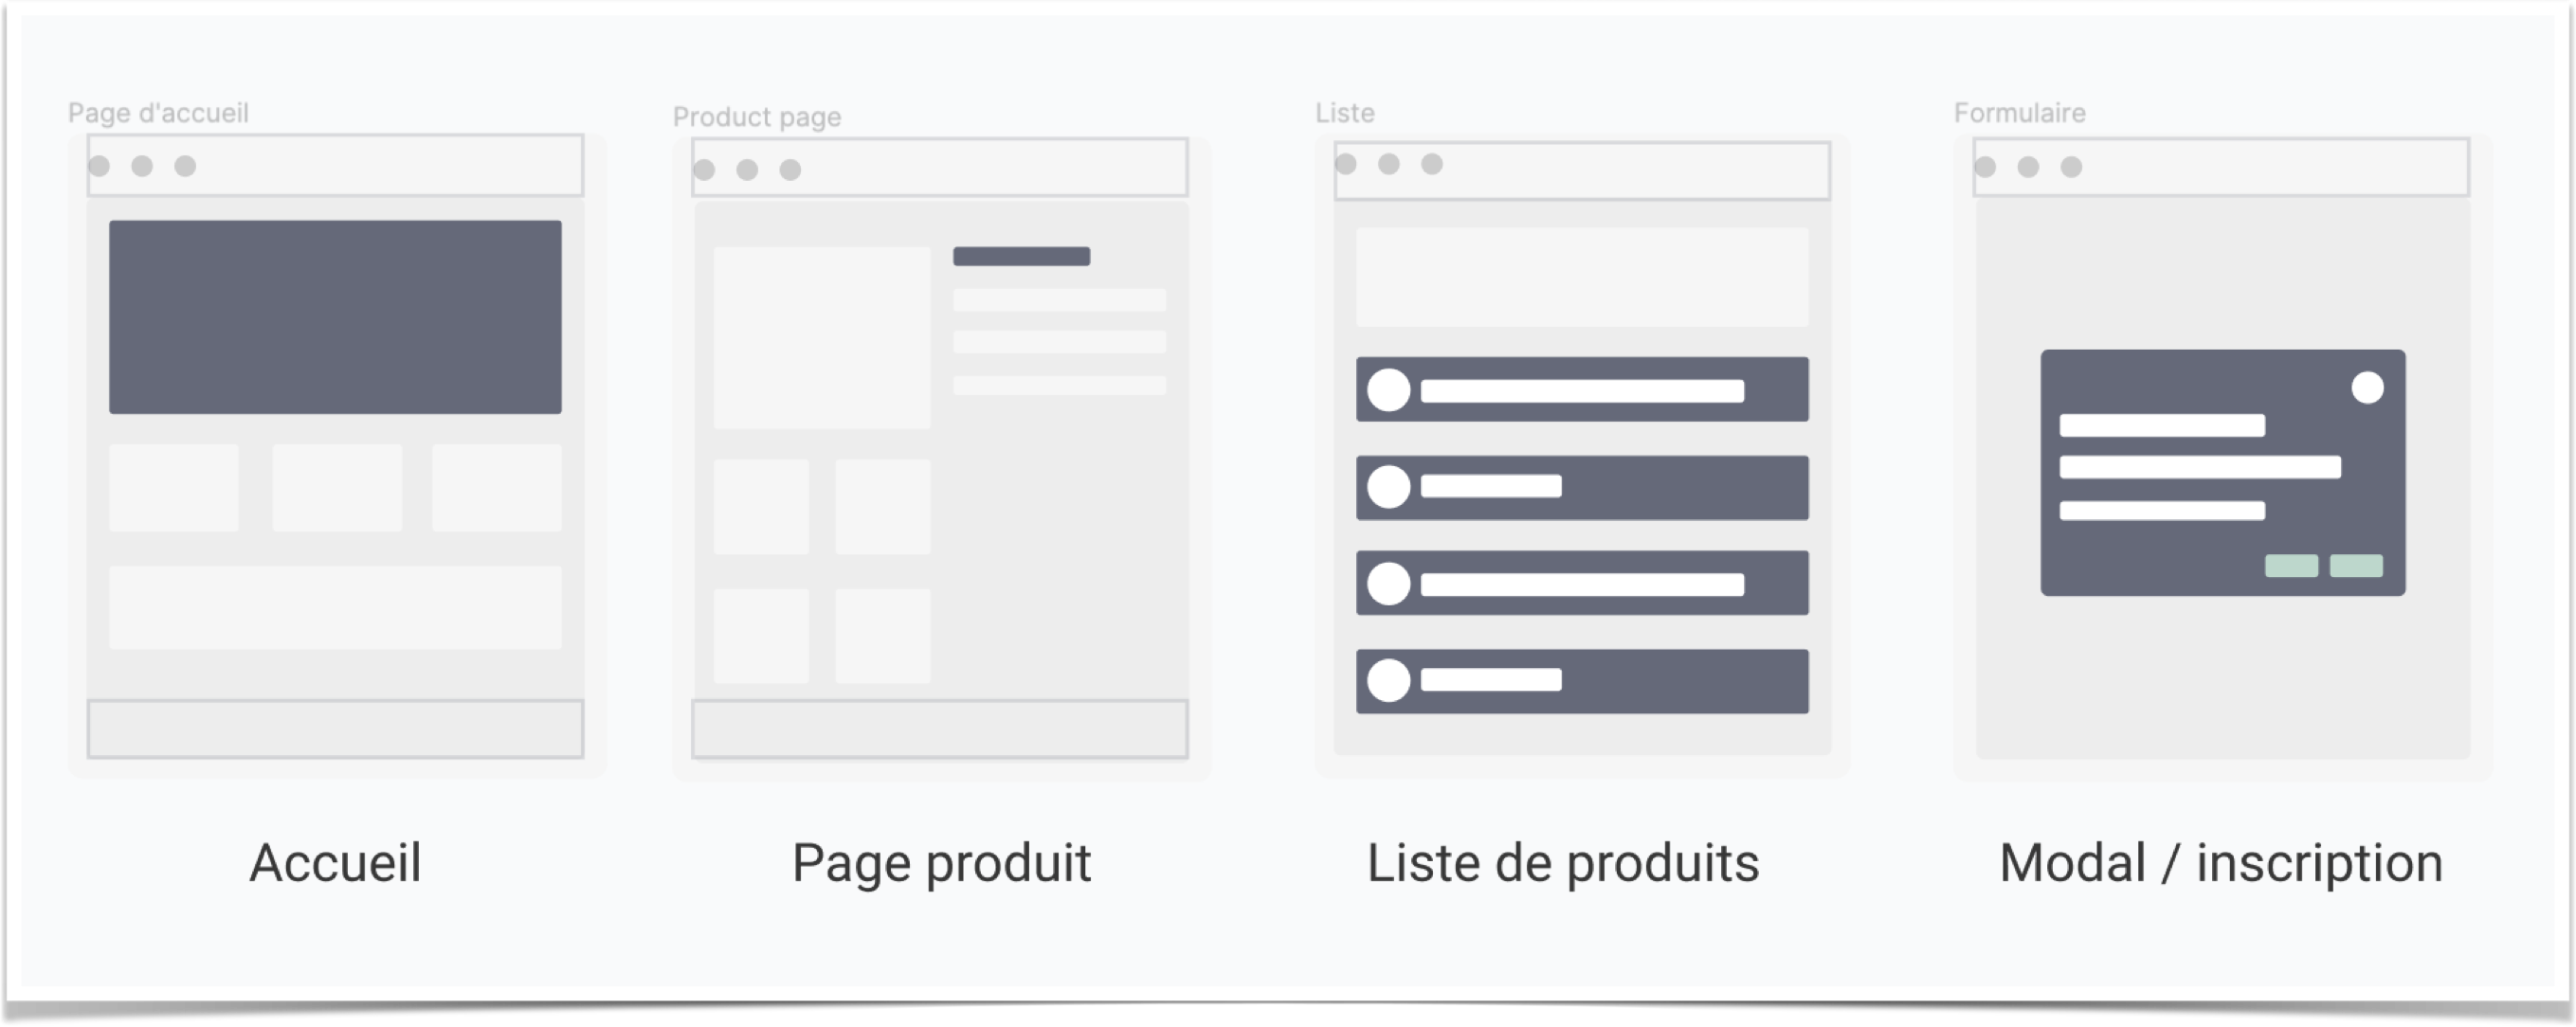 Page d'accueil
Product page
Liste
Formulaire
Accueil
Page produit
Liste de produits
Modal / inscription